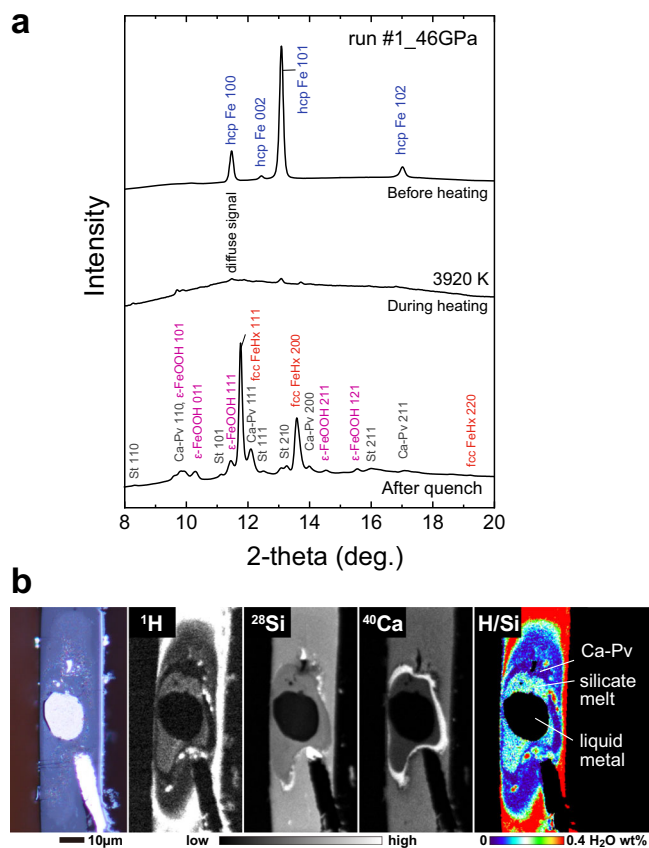 a
run #1_46GPa
hcp Fe 100
hcp Fe 002
hcp Fe 101
hcp Fe 102
Before heating
diffuse signal
3920 K
During heating
St 110
Ca-Pv 110, ε-FeOOH 101
ε-FeOOH 011
St 101
ε-FeOOH 111
fcc FeHx 111
Ca-Pv 111
St 111
St 210
fcc FeHx 200
Ca-Pv 200
ε-FeOOH 211
ε-FeOOH 121
St 211
Ca-Pv 211
fcc FeHx 220
After quench
Intensity
8 10 12 14 16 18 20
2-theta (deg.)
b
¹H
²⁸Si
⁴⁰Ca
H/Si
Ca-Pv
silicate
melt
liquid
metal
10μm
low
high
0
0.4 H₂O wt%